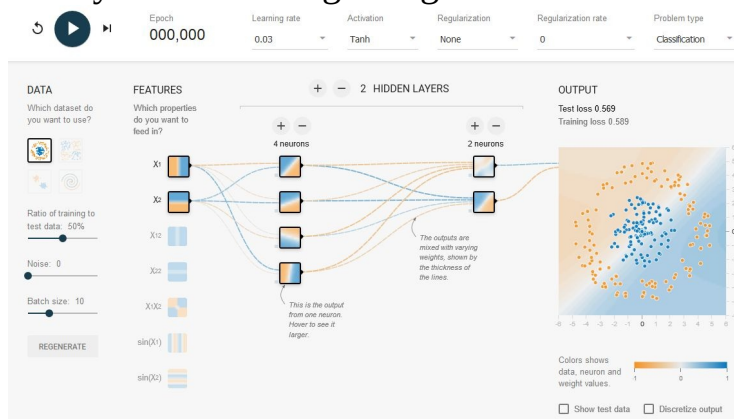 Epoch
000,000
Learning rate
0.03
Activation
Tanh
Regularization
None
Regularization rate
0
Problem type
Classification
DATA
Which dataset do
you want to use?
Ratio of training to
test data: 50%
Noise: 0
Batch size: 10
REGENERATE
FEATURES
Which properties
do you want to
feed in?
X1
X2
X12
X22
X1X2
sin(X1)
sin(X2)
+ − 2 HIDDEN LAYERS
+ −
4 neurons
+ −
2 neurons
The outputs are
mixed with varying
weights, shown by
the thickness of
the lines.
This is the output
from one neuron.
Hover to see it
larger.
OUTPUT
Test loss 0.569
Training loss 0.589
-6 -5 -4 -3 -2 -1 0 1 2 3 4 5 6
Colors shows
data, neuron and
weight values.
-1 0 1
Show test data
Discretize output